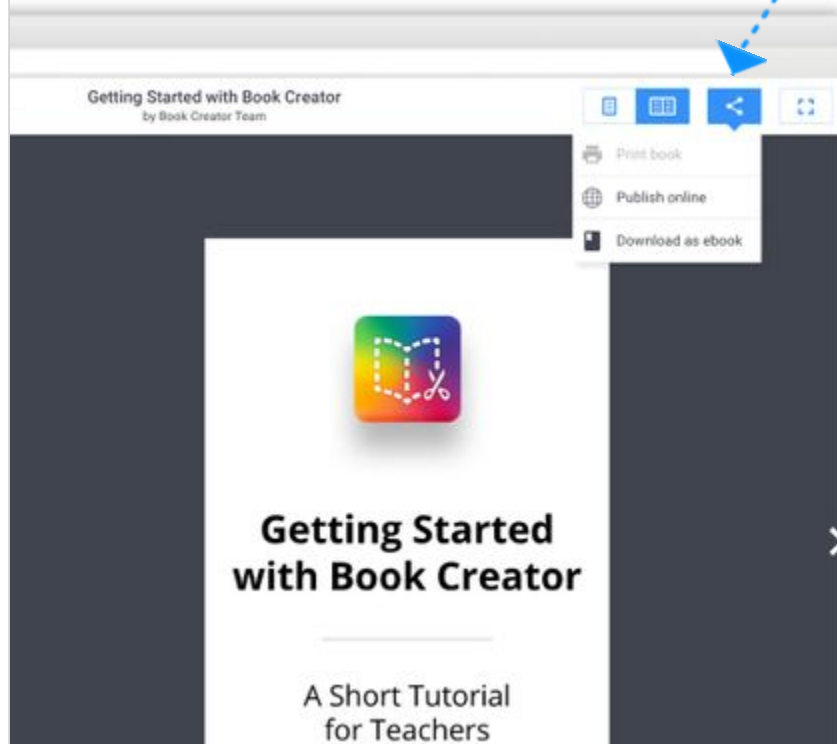 Getting Started with Book Creator
by Book Creator Team
Print book
Publish online
Download as ebook
Getting Started
with Book Creator
A Short Tutorial
for Teachers